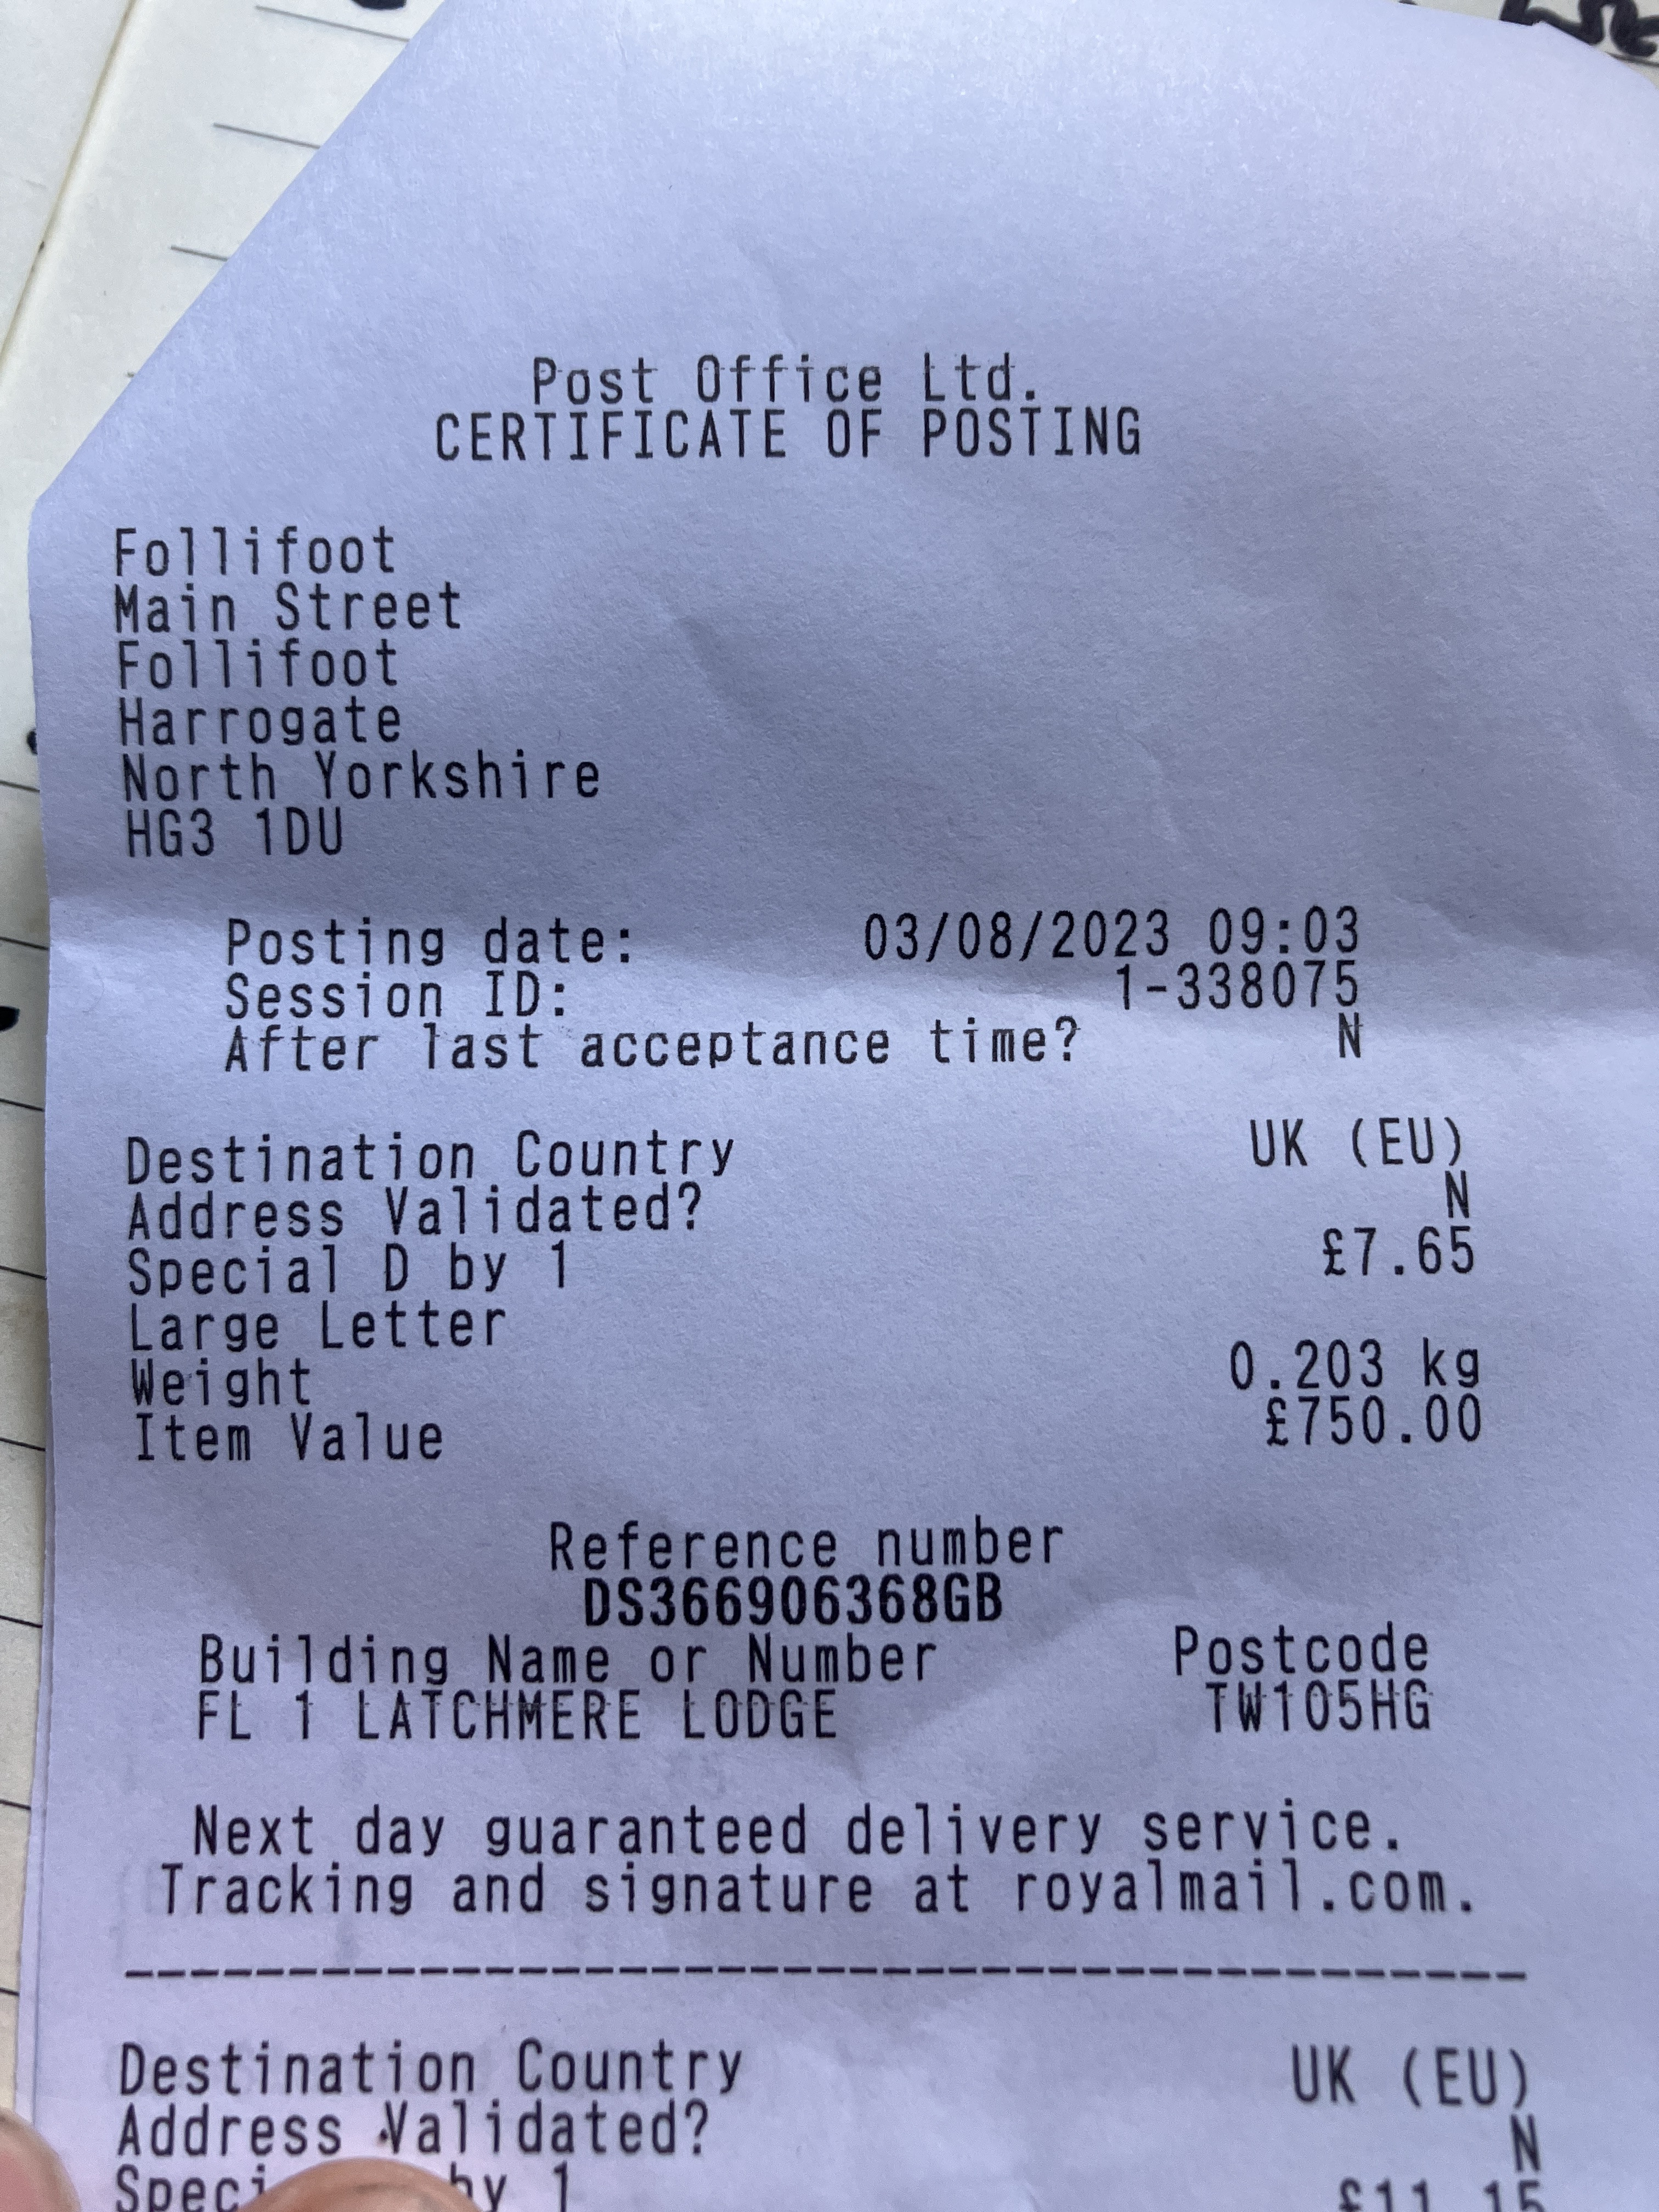 Post Office Ltd.
CERTIFICATE OF POSTING
Follifoot
Main Street
Follifoot
Harrogate
North Yorkshire
HG3 1DU
Posting date: 03/08/2023 09:03
Session ID: 1-338075
After last acceptance time? N
Destination Country UK (EU)
Address Validated? N
Special D by 1 £7.65
Large Letter
Weight 0.203 kg
Item Value £750.00
Reference number
DS366906368GB
Building Name or Number Postcode
FL 1 LATCHMERE LODGE TW105HG
Next day guaranteed delivery service.
Tracking and signature at royalmail.com.
Destination Country UK (EU)
Address Validated? N
by 1 £11.15